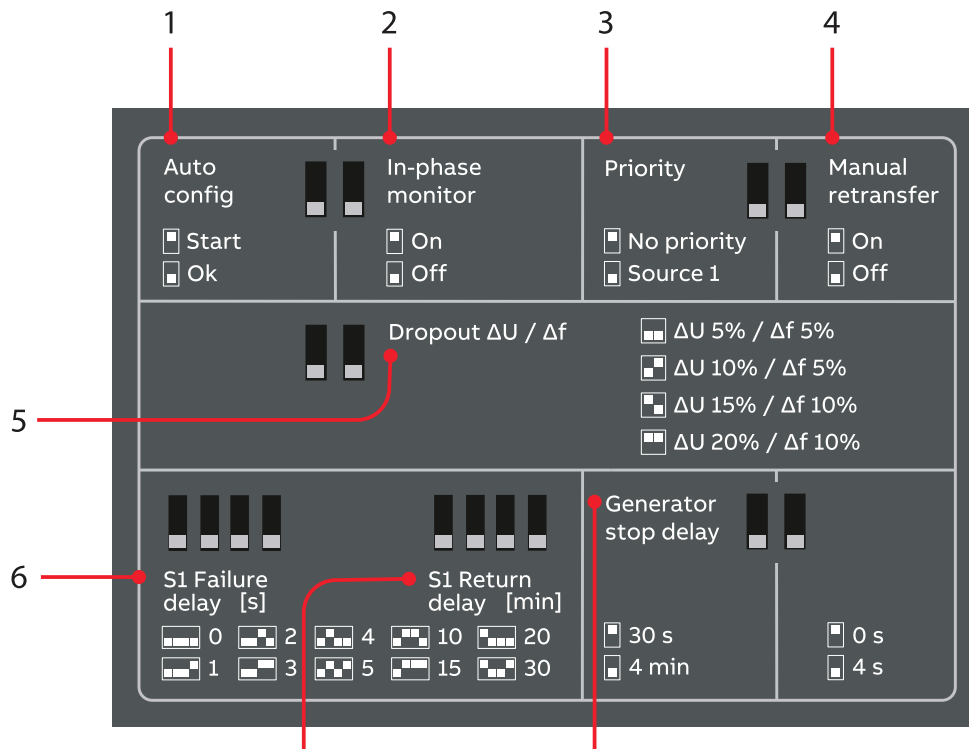 1
2
3
4
Auto
config
Start
Ok
In-phase
monitor
On
Off
Priority
No priority
Source 1
Manual
retransfer
On
Off
5
Dropout ΔU / Δf
ΔU 5% / Δf 5%
ΔU 10% / Δf 5%
ΔU 15% / Δf 10%
ΔU 20% / Δf 10%
6
S1 Failure
delay [s]
S1 Return
delay [min]
0 2 4 10 20
1 3 5 15 30
Generator
stop delay
30 s
4 min
0 s
4 s